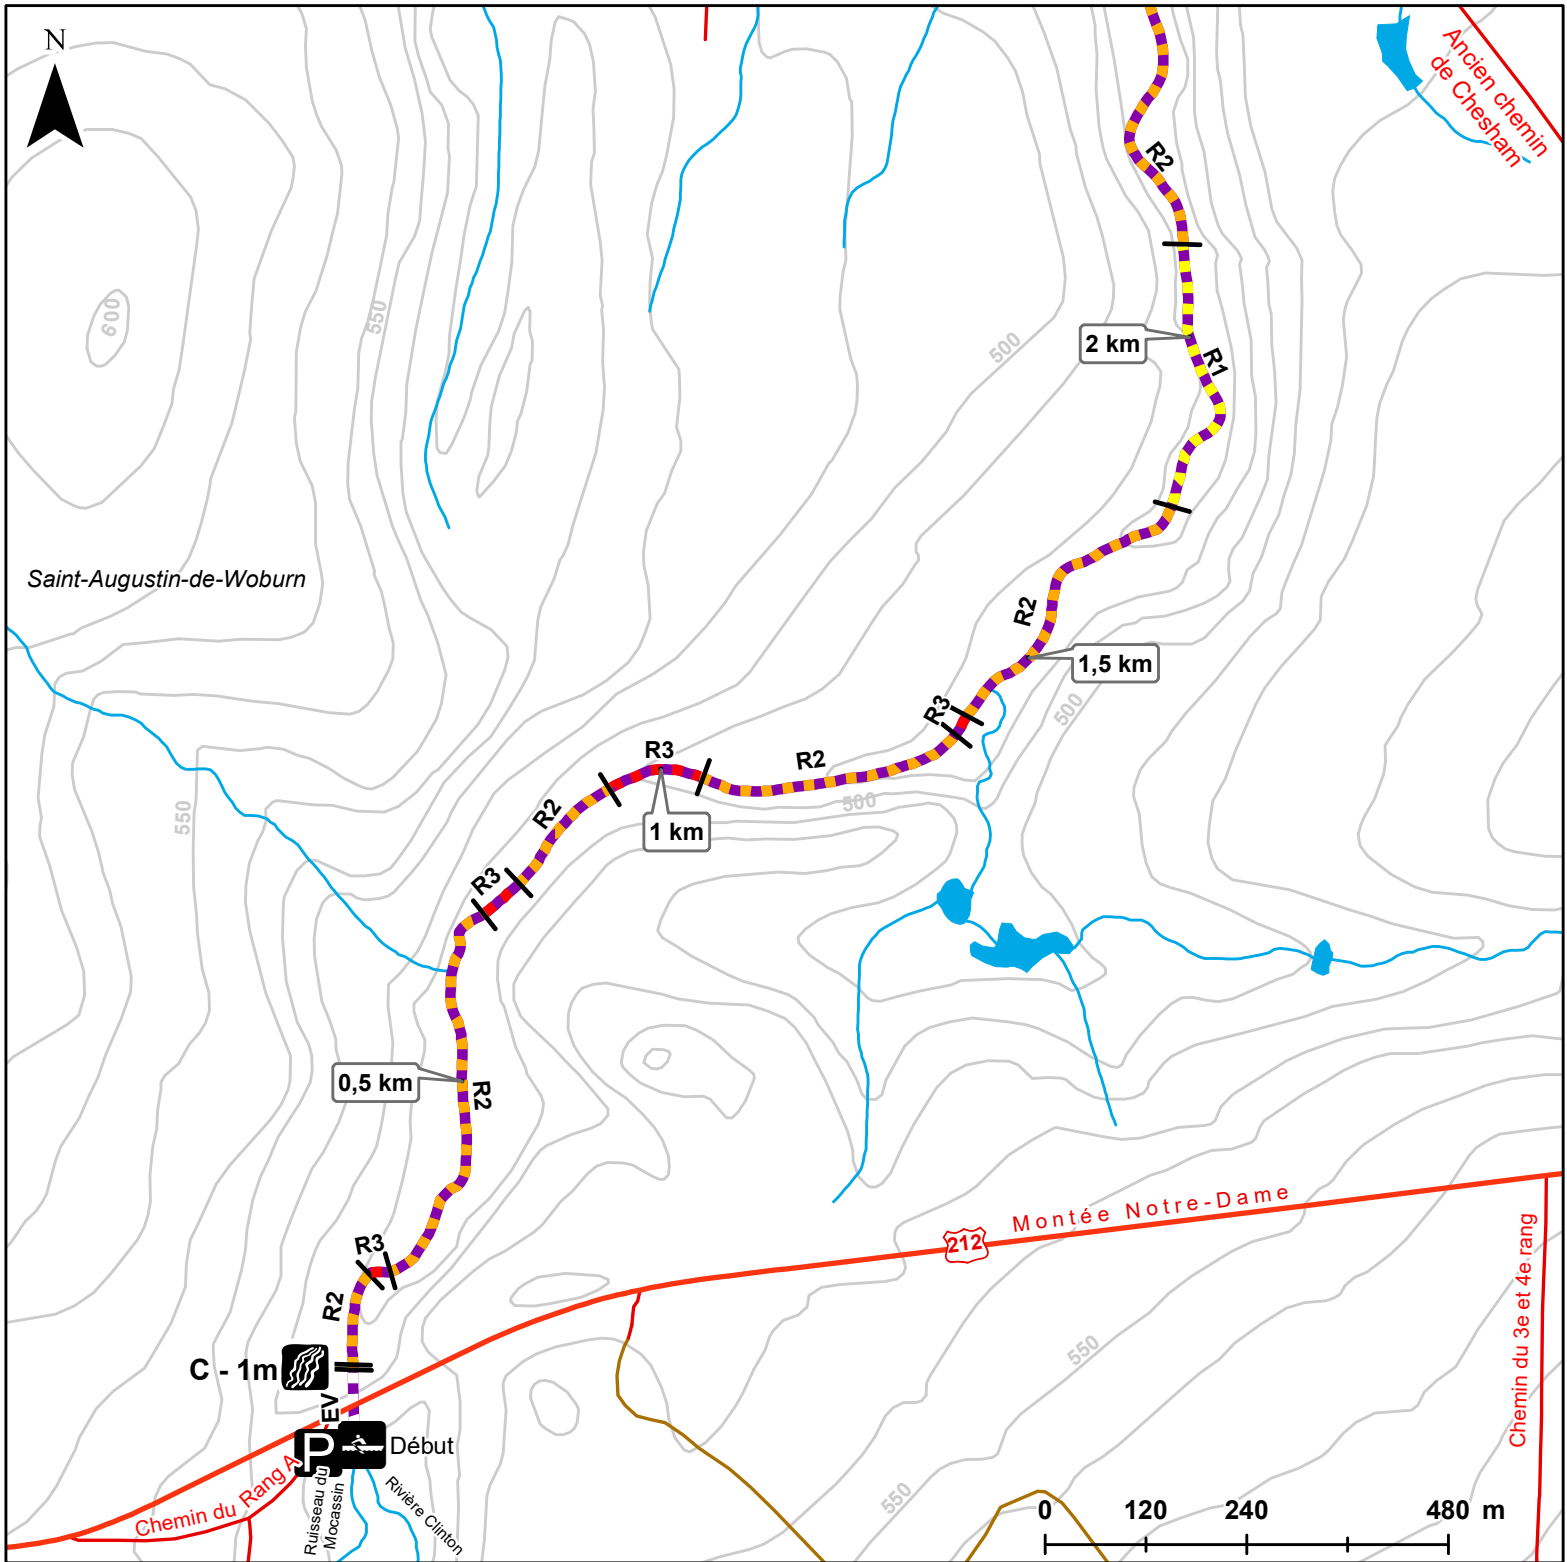 N
Ancien chemin
de Chesham
R2
600
550
500
2 km
R1
Saint-Augustin-de-Woburn
R2
1,5 km
500
R3
R3
R2
550
500
R2
1 km
R3
0,5 km
R2
Montée Notre-Dame
212
Chemin du 3e et 4e rang
R3
R2
550
C - 1m
EV
P
Début
Chemin du Rang A
Ruisseau du
Mocassin
Rivière Clinton
550
0 120 240 480 m